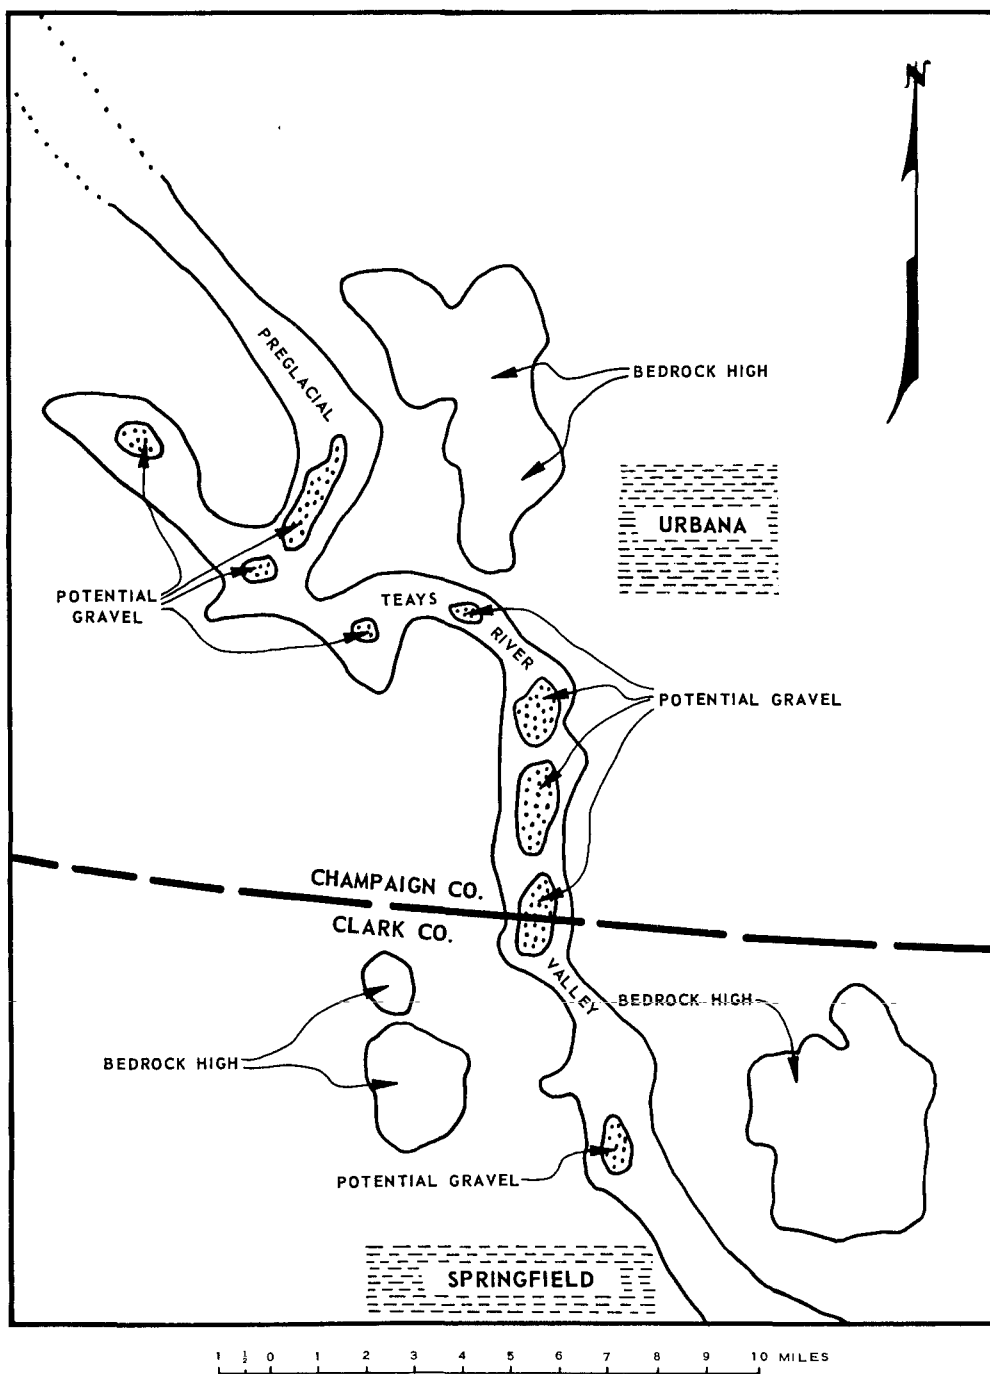 N
PREGLACIAL
BEDROCK HIGH
URBANA
POTENTIAL
GRAVEL
TEAYS
RIVER
POTENTIAL GRAVEL
CHAMPAIGN CO.
CLARK CO.
VALLEY
BEDROCK HIGH
BEDROCK HIGH
POTENTIAL GRAVEL
SPRINGFIELD
1 ½ 0 1 2 3 4 5 6 7 8 9 10 MILES